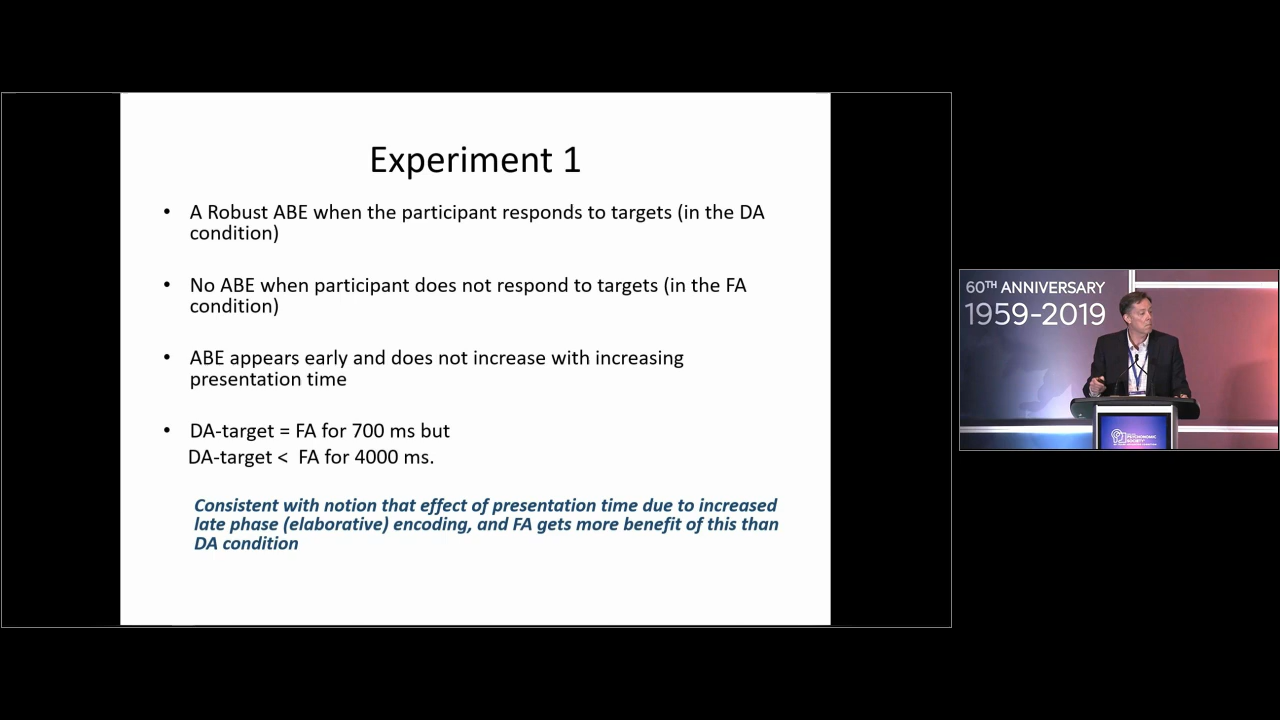 Experiment 1
• A Robust ABE when the participant responds to targets (in the DA
condition)
• No ABE when participant does not respond to targets (in the FA
condition)
• ABE appears early and does not increase with increasing
presentation time
• DA-target = FA for 700 ms but
DA-target < FA for 4000 ms.
Consistent with notion that effect of presentation time due to increased
late phase (elaborative) encoding, and FA gets more benefit of this than
DA condition
60TH ANNIVERSARY
1959-2019
PSYCHONOMIC
SOCIETY